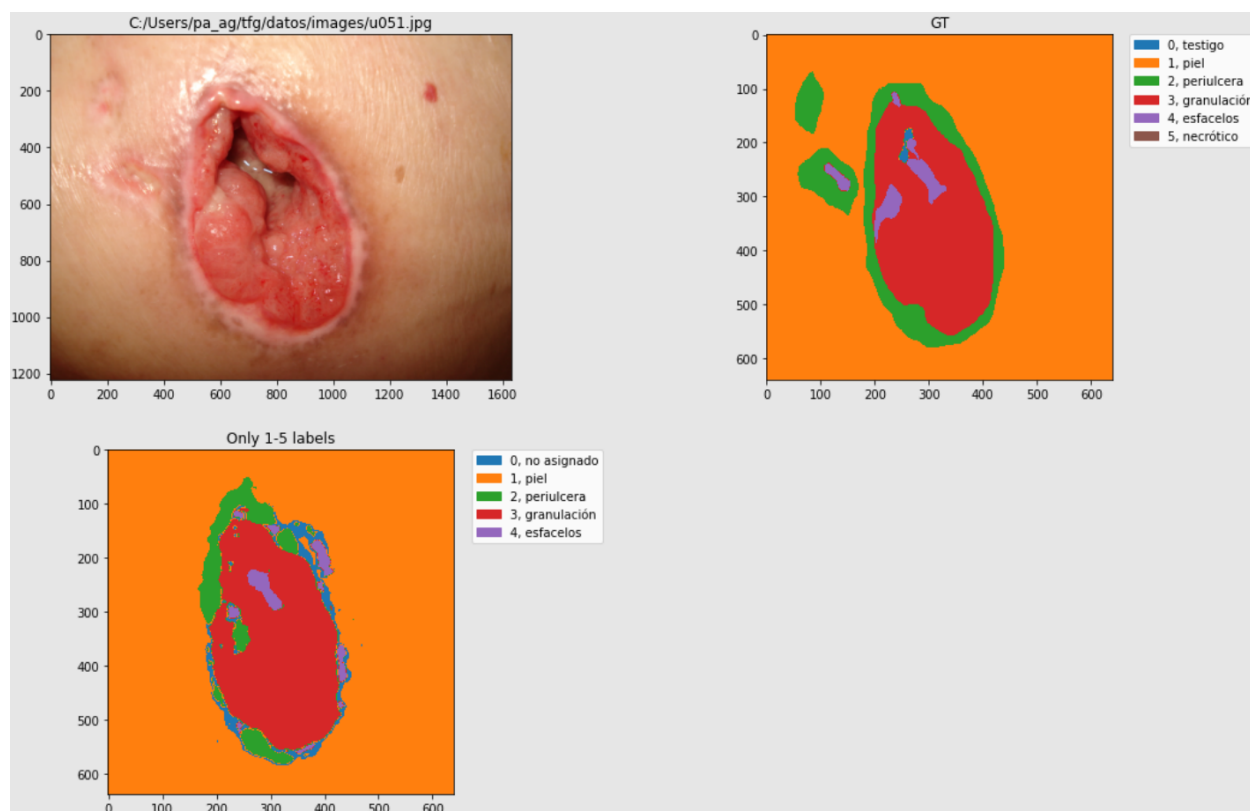 C:/Users/pa_ag/tfg/datos/images/u051.jpg
0
200
400
600
800
1000
1200
0 200 400 600 800 1000 1200 1400 1600
GT
0
100
200
300
400
500
600
0 100 200 300 400 500 600
0, testigo
1, piel
2, periulcera
3, granulación
4, esfacelos
5, necrótico
Only 1-5 labels
0
100
200
300
400
500
600
0 100 200 300 400 500 600
0, no asignado
1, piel
2, periulcera
3, granulación
4, esfacelos